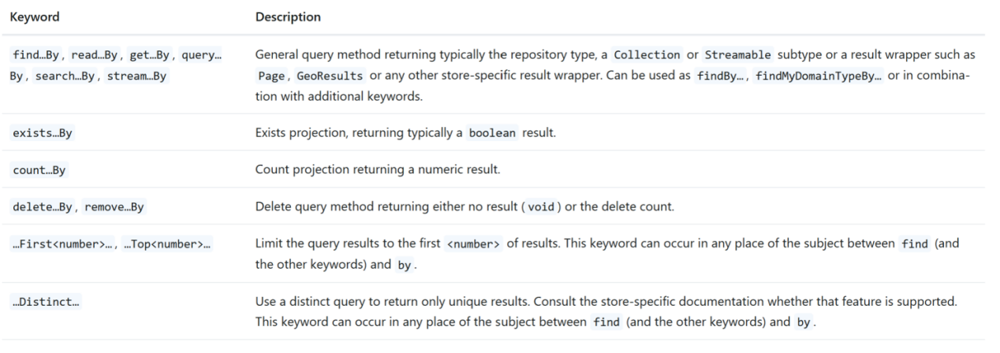 Keyword Description
find…By, read…By, get…By, query… General query method returning typically the repository type, a Collection or Streamable subtype or a result wrapper such as
By, search…By, stream…By Page, GeoResults or any other store-specific result wrapper. Can be used as findBy…, findMyDomainTypeBy… or in combina-
tion with additional keywords.
exists…By Exists projection, returning typically a boolean result.
count…By Count projection returning a numeric result.
delete…By, remove…By Delete query method returning either no result (void) or the delete count.
…First<number>…, …Top<number>… Limit the query results to the first <number> of results. This keyword can occur in any place of the subject between find (and
the other keywords) and by.
…Distinct… Use a distinct query to return only unique results. Consult the store-specific documentation whether that feature is supported.
This keyword can occur in any place of the subject between find (and the other keywords) and by.